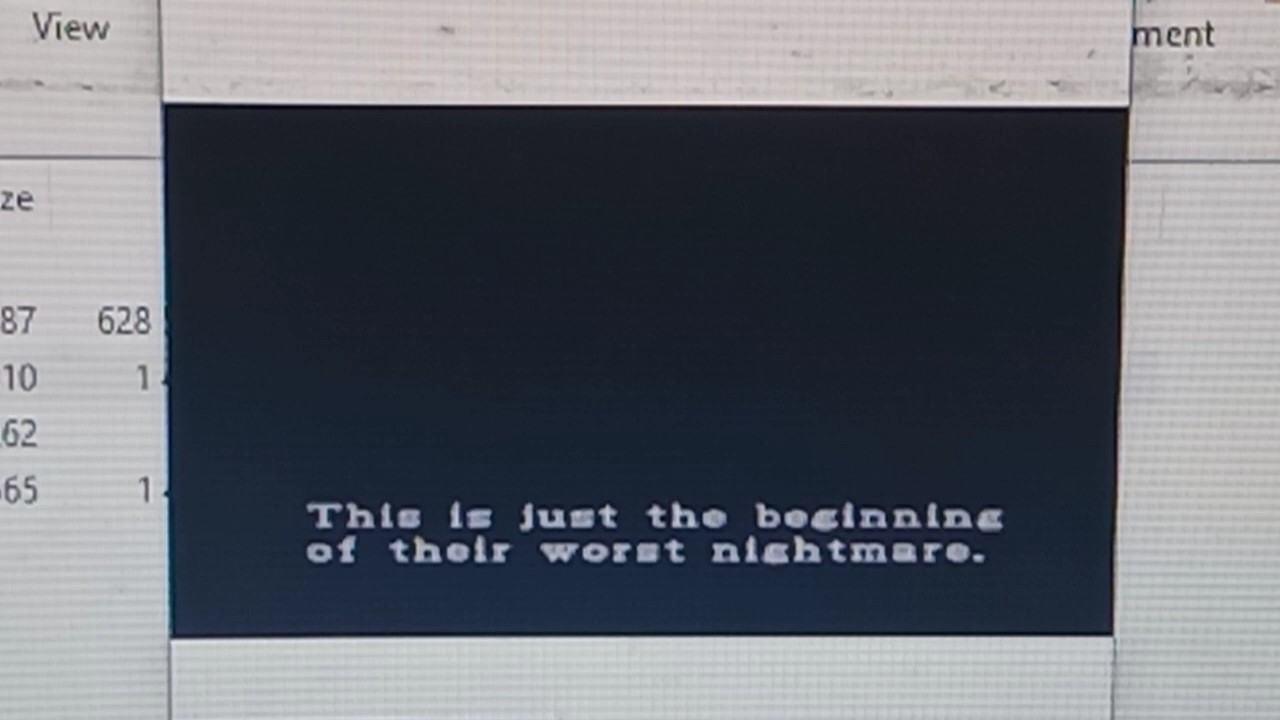 View
ment
ze
87 628
10 1
62
65 1
This is just the beginning
of their worst nightmare.